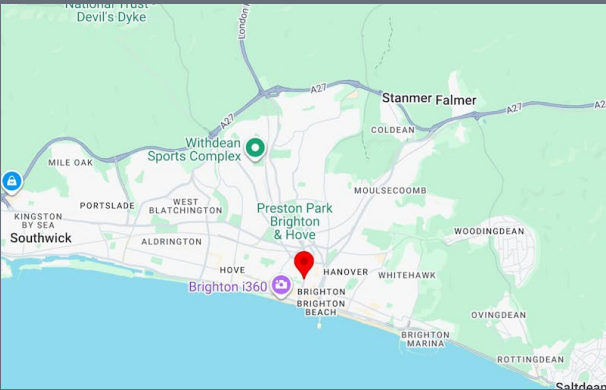 National Trust -
Devil's Dyke
London R
A27
A27
A27
A27
A2
Stanmer
Falmer
COLDEAN
Withdean
Sports Complex
MILE OAK
MOULSECOOMB
PORTSLADE
WEST
BLATCHINGTON
Preston Park
Brighton
& Hove
KINGSTON
BY SEA
Southwick
ALDRINGTON
WOODINGDEAN
HOVE
HANOVER
WHITEHAWK
Brighton i360
BRIGHTON
BRIGHTON
BEACH
OVINGDEAN
BRIGHTON
MARINA
ROTTINGDEAN
Saltdean